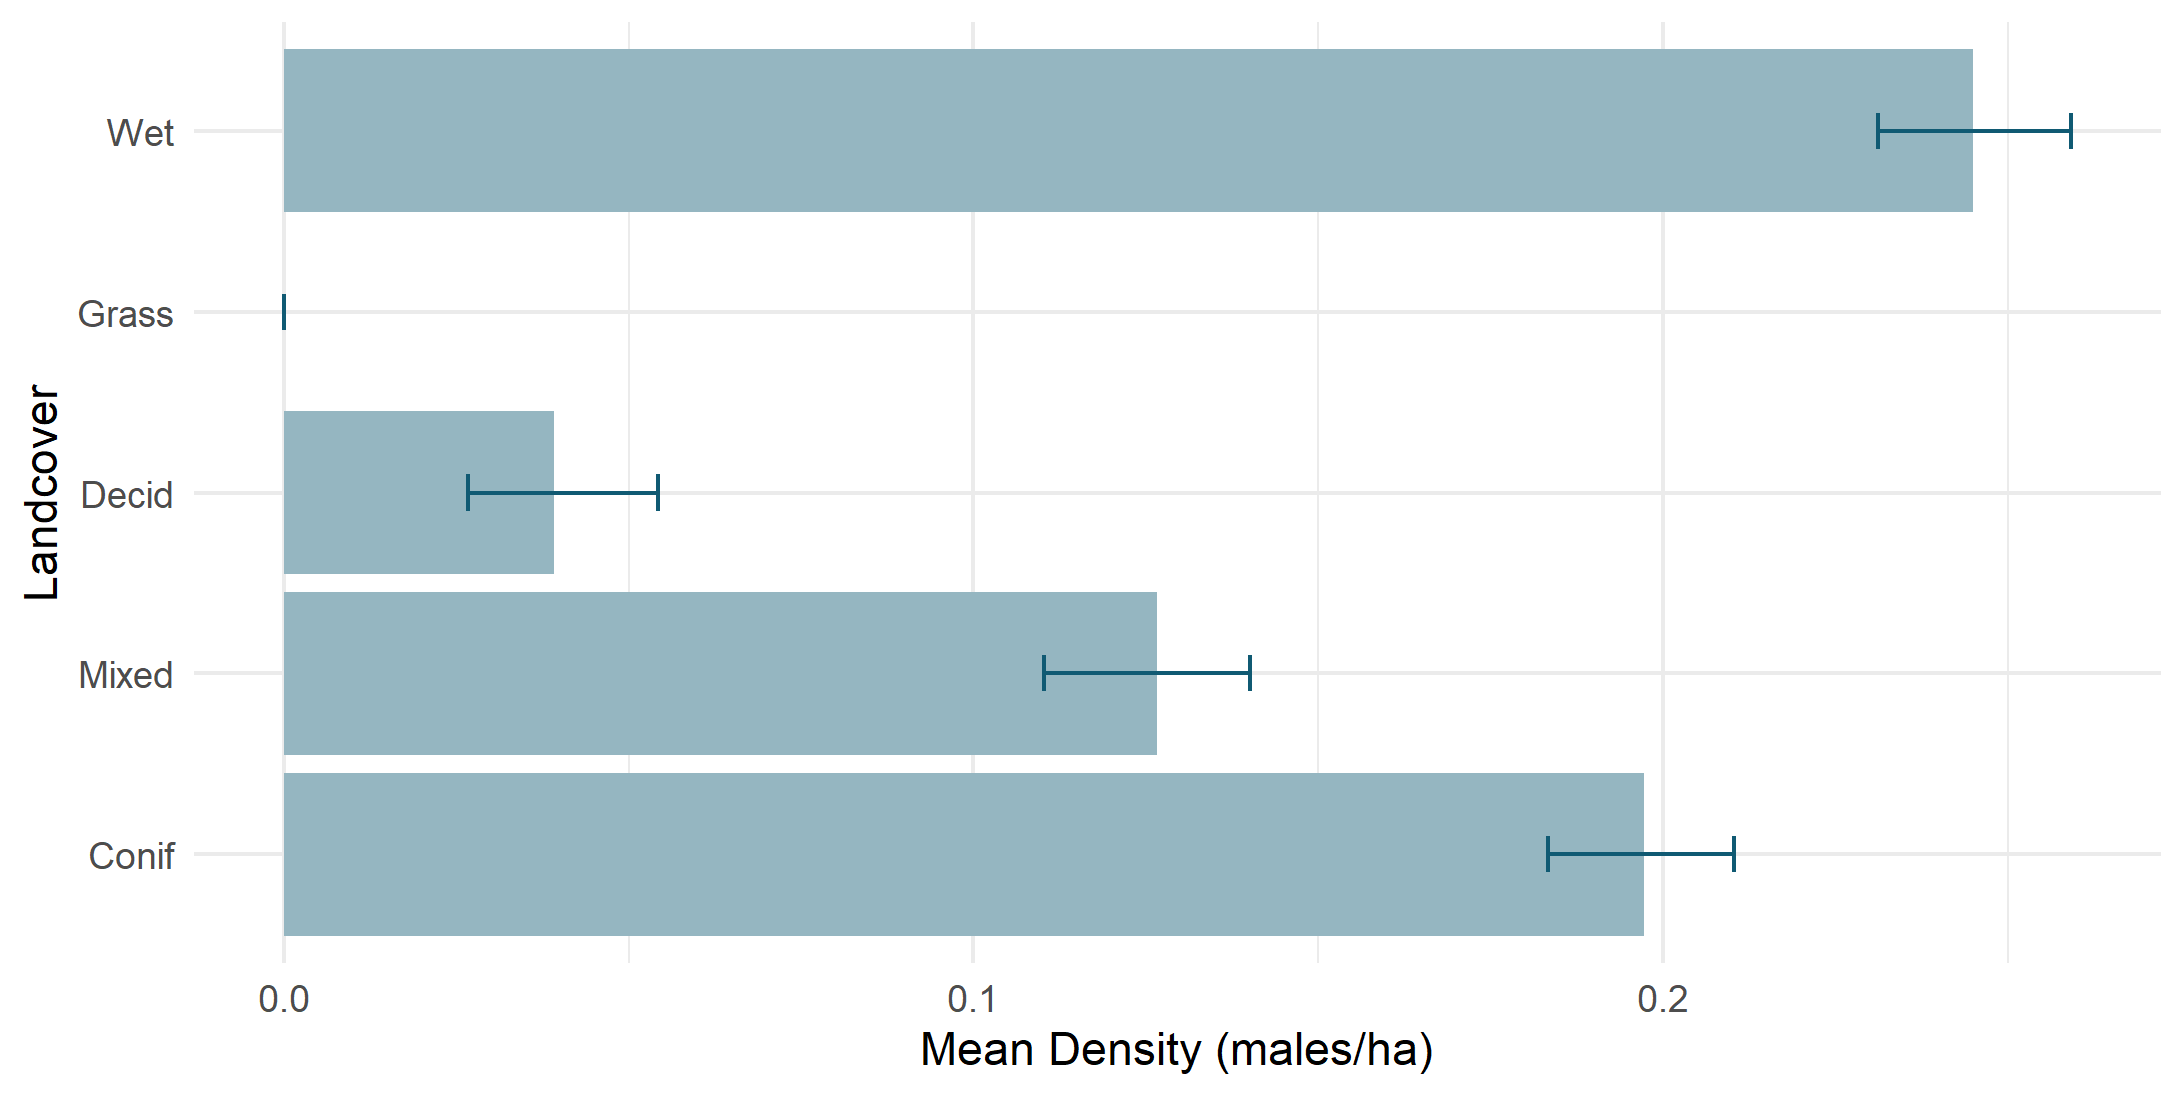 Landcover
Wet
Grass
Decid
Mixed
Conif
0.0 0.1 0.2
Mean Density (males/ha)